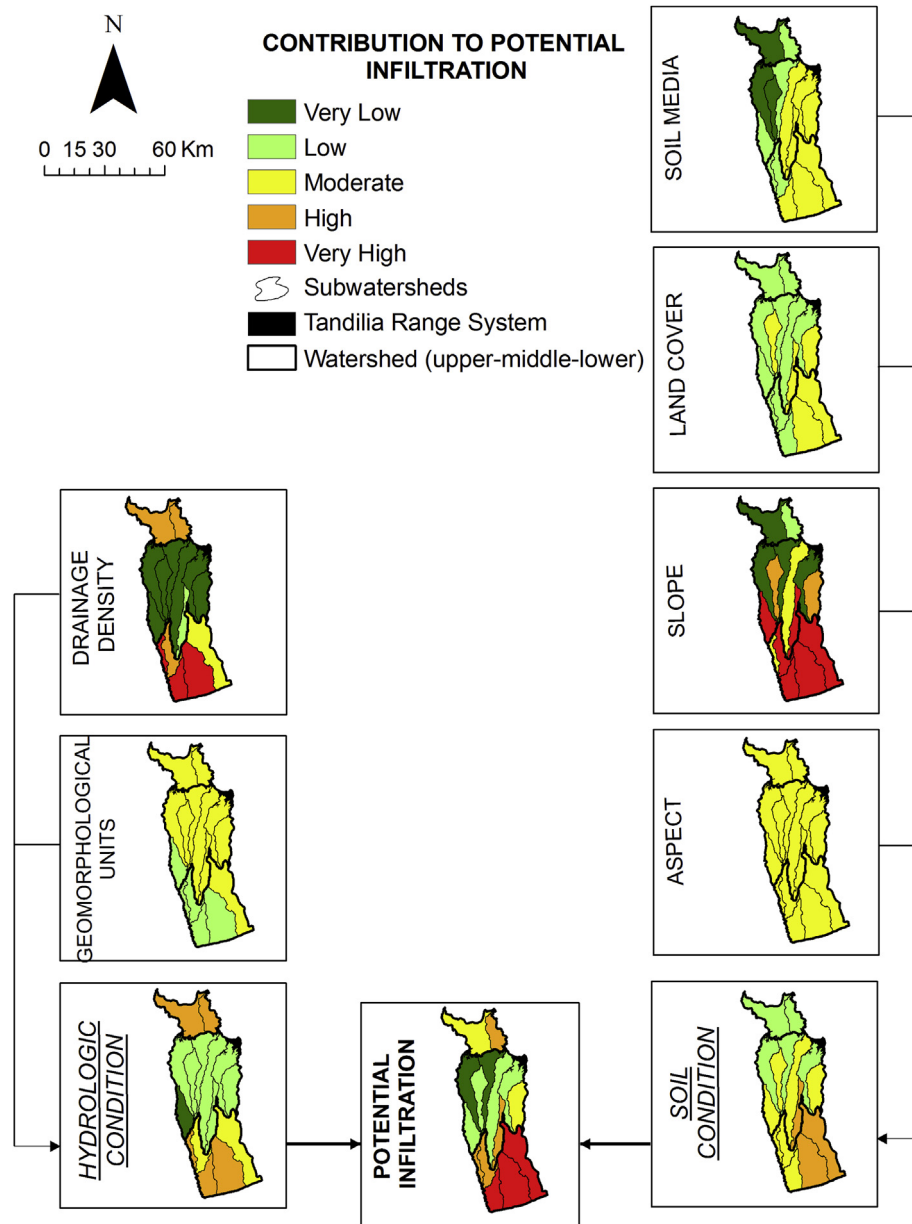 N
0 15 30 60 Km
CONTRIBUTION TO POTENTIAL
INFILTRATION
Very Low
Low
Moderate
High
Very High
Subwatersheds
Tandilia Range System
Watershed (upper-middle-lower)
SOIL MEDIA
LAND COVER
DRAINAGE
DENSITY
SLOPE
GEOMORPHOLOGICAL
UNITS
ASPECT
HYDROLOGIC
CONDITION
POTENTIAL
INFILTRATION
SOIL
CONDITION